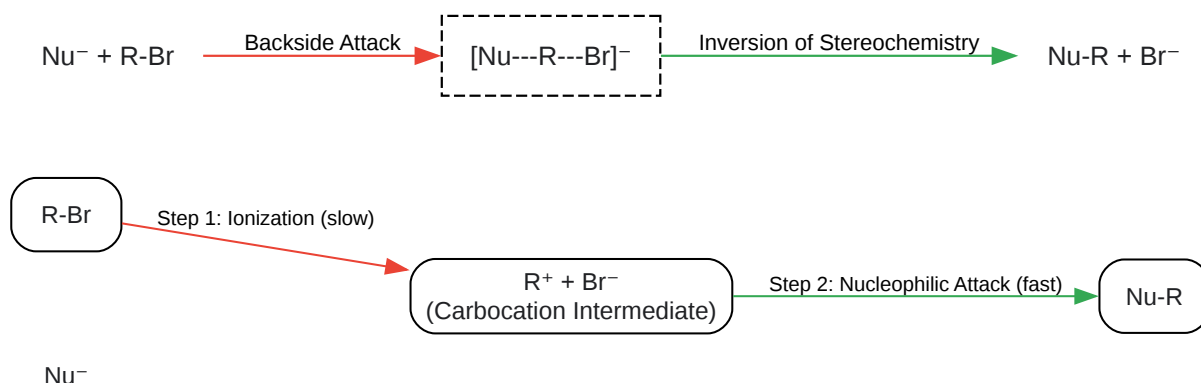 Nu⁻ + R-Br
Backside Attack
[Nu---R---Br]⁻
Inversion of Stereochemistry
Nu-R + Br⁻
R-Br
Step 1: Ionization (slow)
R⁺ + Br⁻
(Carbocation Intermediate)
Step 2: Nucleophilic Attack (fast)
Nu-R
Nu⁻